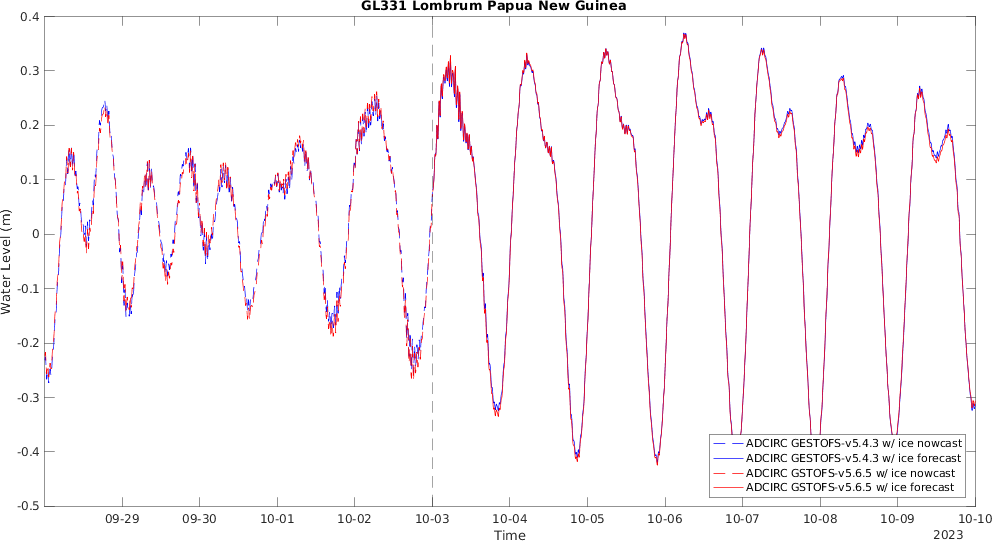 GL331 Lombrum Papua New Guinea
Water Level (m)
0.4
0.3
0.2
0.1
0
-0.1
-0.2
-0.3
-0.4
-0.5
ADCIRC GESTOFS-v5.4.3 w/ ice nowcast
ADCIRC GESTOFS-v5.4.3 w/ ice forecast
ADCIRC GSTOFS-v5.6.5 w/ ice nowcast
ADCIRC GSTOFS-v5.6.5 w/ ice forecast
09-29 09-30 10-01 10-02 10-03 10-04 10-05 10-06 10-07 10-08 10-09 10-10
Time
2023